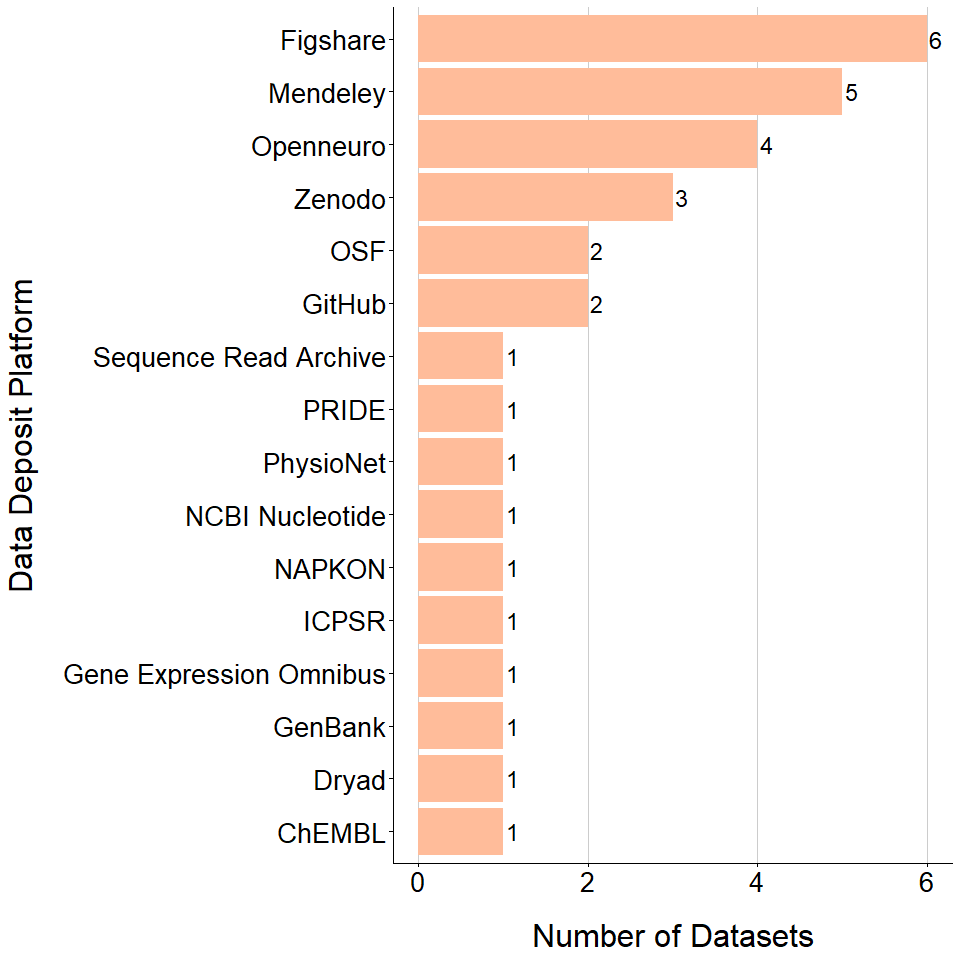 Figshare 6
Mendeley 5
Openneuro 4
Zenodo 3
OSF 2
GitHub 2
Sequence Read Archive 1
PRIDE 1
PhysioNet 1
NCBI Nucleotide 1
NAPKON 1
ICPSR 1
Gene Expression Omnibus 1
GenBank 1
Dryad 1
ChEMBL 1
0 2 4 6
Number of Datasets
Data Deposit Platform